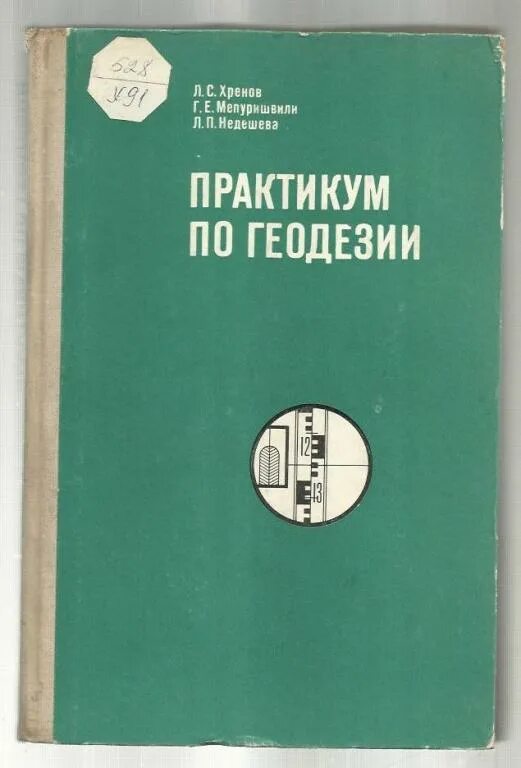 528
Х91
Л. С. Хренов
Г. Е. Мепуришвили
Л. П. Недешева
ПРАКТИКУМ
ПО ГЕОДЕЗИИ
12
13